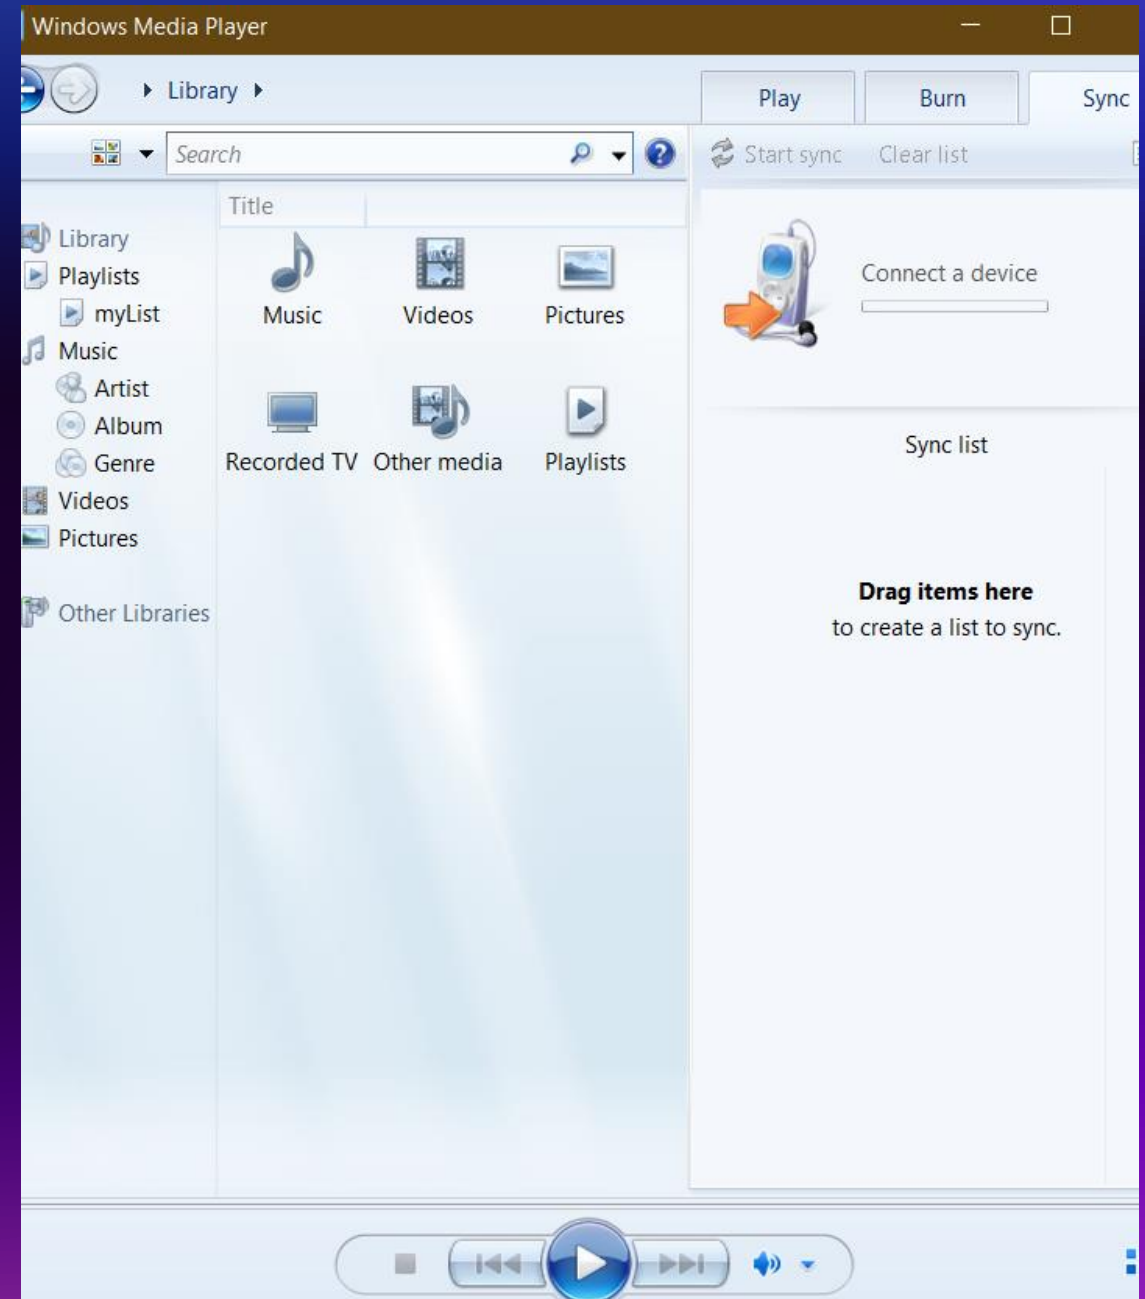 Windows Media Player
Library
Play Burn Sync
Search
Start sync Clear list
Title
Library
Playlists
myList
Music
Artist
Album
Genre
Videos
Pictures
Other Libraries
Music Videos Pictures
Recorded TV Other media Playlists
Connect a device
Sync list
Drag items here
to create a list to sync.